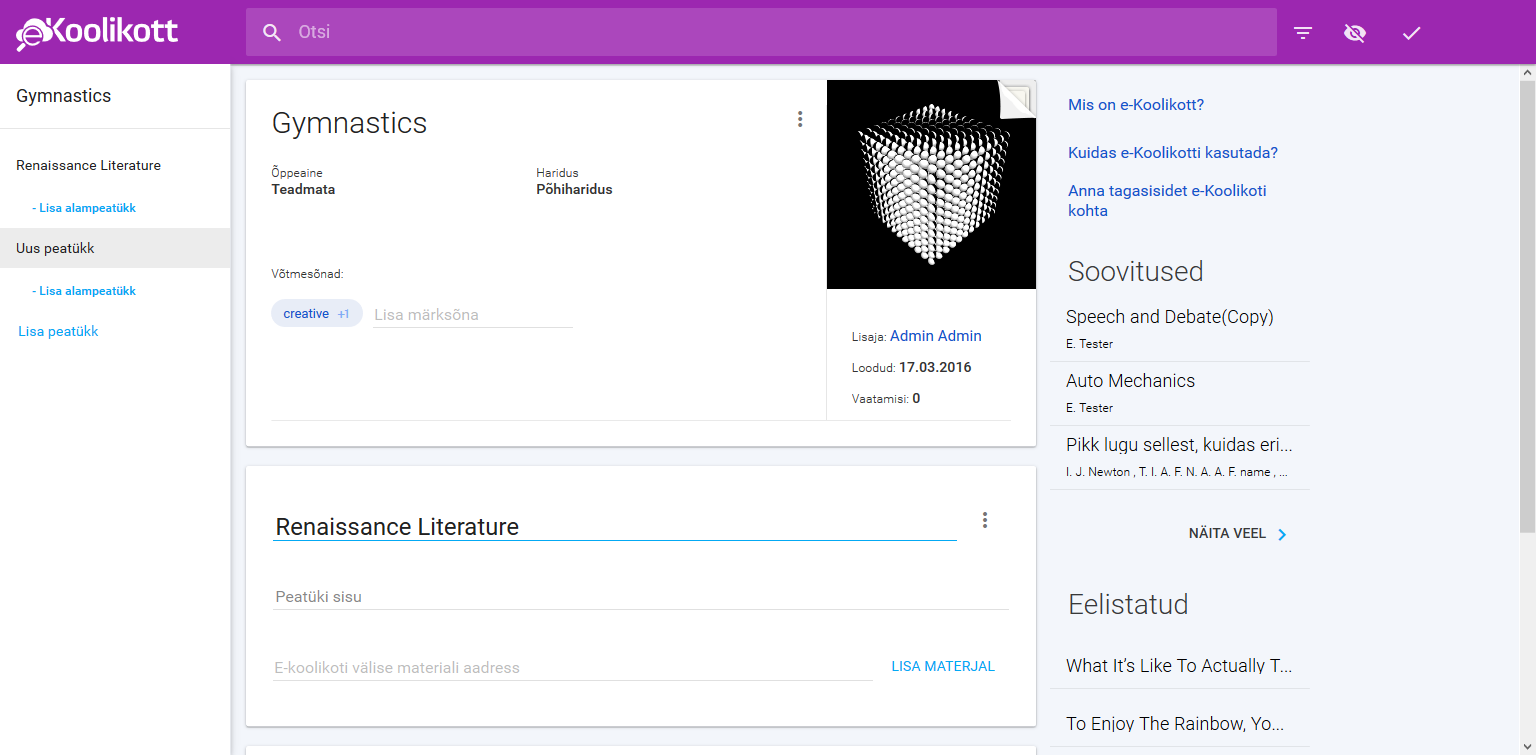 e-Koolikott
Otsi
Gymnastics
Renaissance Literature
- Lisa alampeatükk
Uus peatükk
- Lisa alampeatükk
Lisa peatükk
Gymnastics
Õppeaine
Teadmata
Haridus
Põhiharidus
Võtmesõnad:
creative +1
Lisa märksõna
Lisaja: Admin Admin
Loodud: 17.03.2016
Vaatamisi: 0
Renaissance Literature
Peatüki sisu
E-koolikoti välise materiali aadress
LISA MATERJAL
Mis on e-Koolikott?
Kuidas e-Koolikotti kasutada?
Anna tagasisidet e-Koolikoti
kohta
Soovitused
Speech and Debate(Copy)
E. Tester
Auto Mechanics
E. Tester
Pikk lugu sellest, kuidas eri...
I. J. Newton , T. I. A. F. N. A. A. F. name , ...
NÄITA VEEL
Eelistatud
What It’s Like To Actually T...
To Enjoy The Rainbow, Yo...